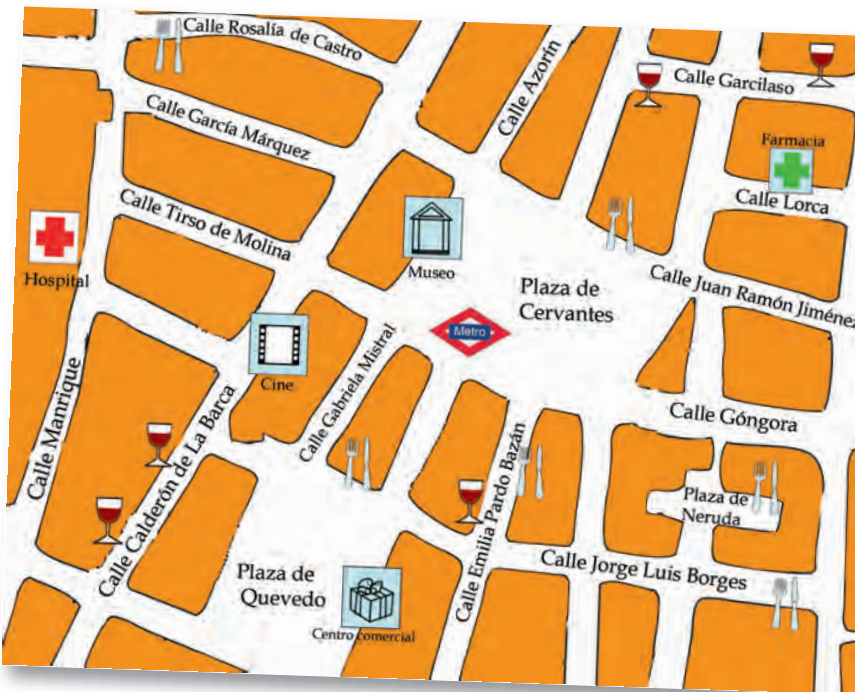 Calle Rosalía de Castro
Calle Azorín
Calle Garcilaso
Calle García Márquez
Farmacia
Calle Lorca
Calle Tirso de Molina
Hospital
Museo
Calle Juan Ramón Jiménez
Plaza de
Cervantes
Metro
Cine
Calle Gabriela Mistral
Calle Manrique
Calle Calderón de La Barca
Calle Góngora
Calle Emilia Pardo Bazán
Plaza de
Neruda
Calle Jorge Luis Borges
Plaza de
Quevedo
Centro comercial